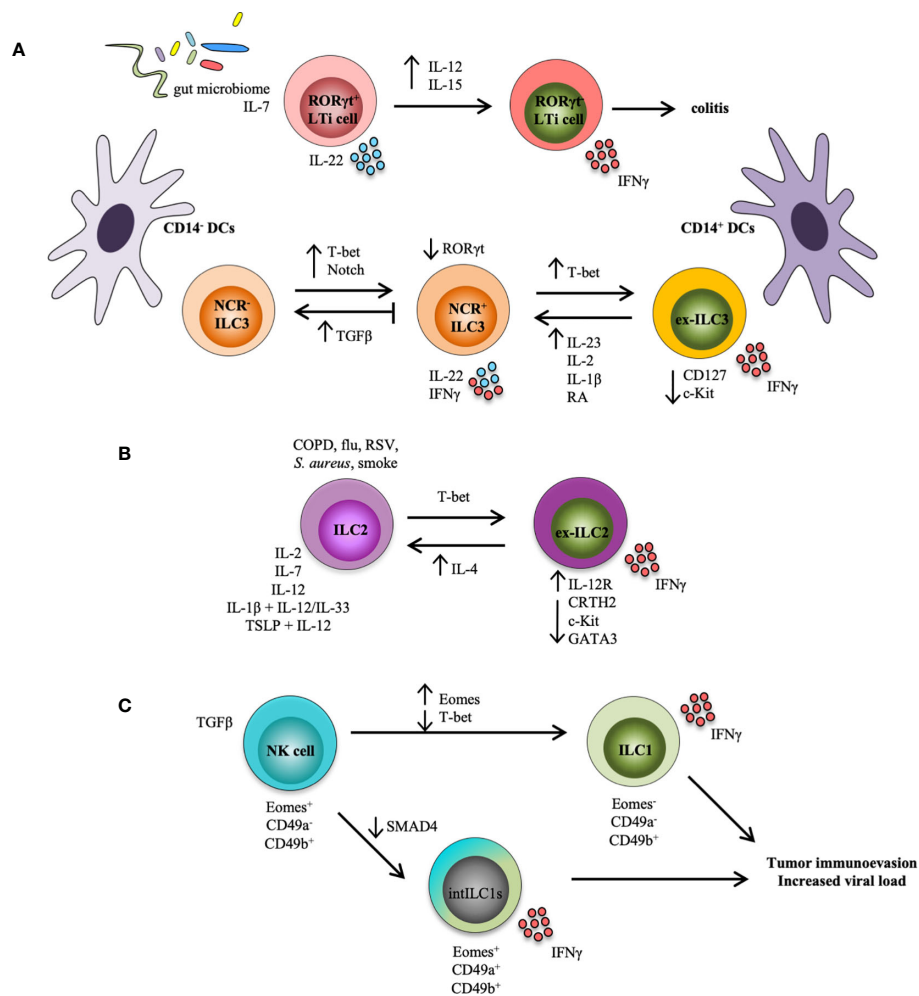 A
gut microbiome
IL-7
RORγt⁺
LTi cell
IL-22
↑ IL-12
IL-15
RORγt⁻
LTi cell
IFNγ
colitis
CD14⁻ DCs
CD14⁺ DCs
NCR⁻
ILC3
↑ T-bet
Notch
↑ TGFβ
↓ RORγt
NCR⁺
ILC3
IL-22
IFNγ
↑ T-bet
↑ IL-23
IL-2
IL-1β
RA
ex-ILC3
IFNγ
↓ CD127
c-Kit
B
COPD, flu, RSV,
S. aureus, smoke
ILC2
IL-2
IL-7
IL-12
IL-1β + IL-12/IL-33
TSLP + IL-12
T-bet
↑ IL-4
ex-ILC2
IFNγ
↑ IL-12R
↓ CRTH2
c-Kit
GATA3
C
TGFβ
NK cell
Eomes⁺
CD49a⁻
CD49b⁺
↑ Eomes
↓ T-bet
ILC1
IFNγ
Eomes⁻
CD49a⁻
CD49b⁺
↓ SMAD4
intILC1s
IFNγ
Eomes⁺
CD49a⁺
CD49b⁺
Tumor immunoevasion
Increased viral load